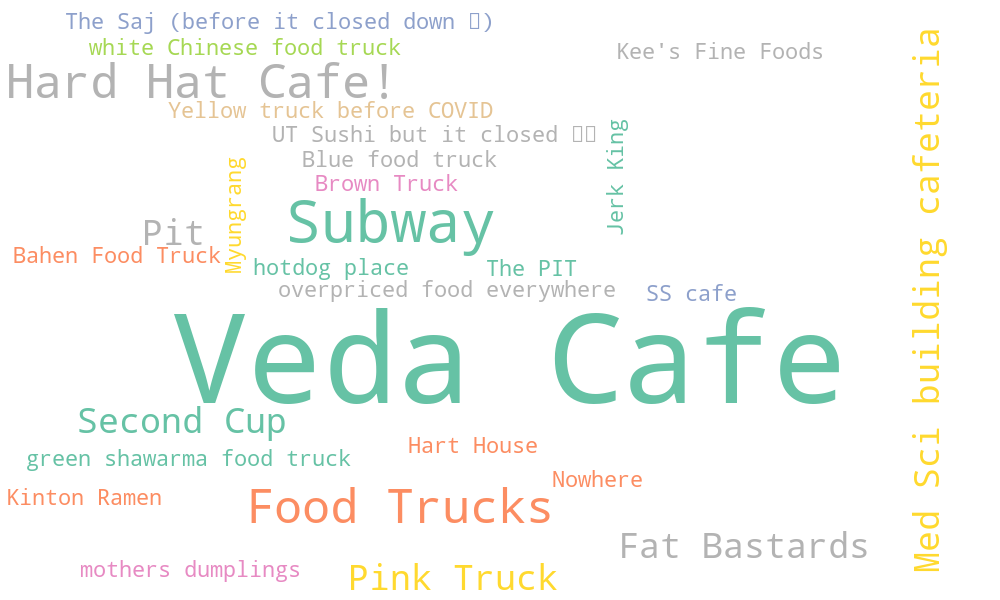 The Saj (before it closed down ▯)
white Chinese food truck
Kee's Fine Foods
Hard Hat Cafe!
Yellow truck before COVID
UT Sushi but it closed ▯▯
Blue food truck
Brown Truck
Jerk King
Myungrang
Subway
Pit
Bahen Food Truck
hotdog place
The PIT
overpriced food everywhere
SS cafe
Med Sci building cafeteria
Veda Cafe
Second Cup
Hart House
green shawarma food truck
Nowhere
Kinton Ramen
Food Trucks
Fat Bastards
mothers dumplings
Pink Truck